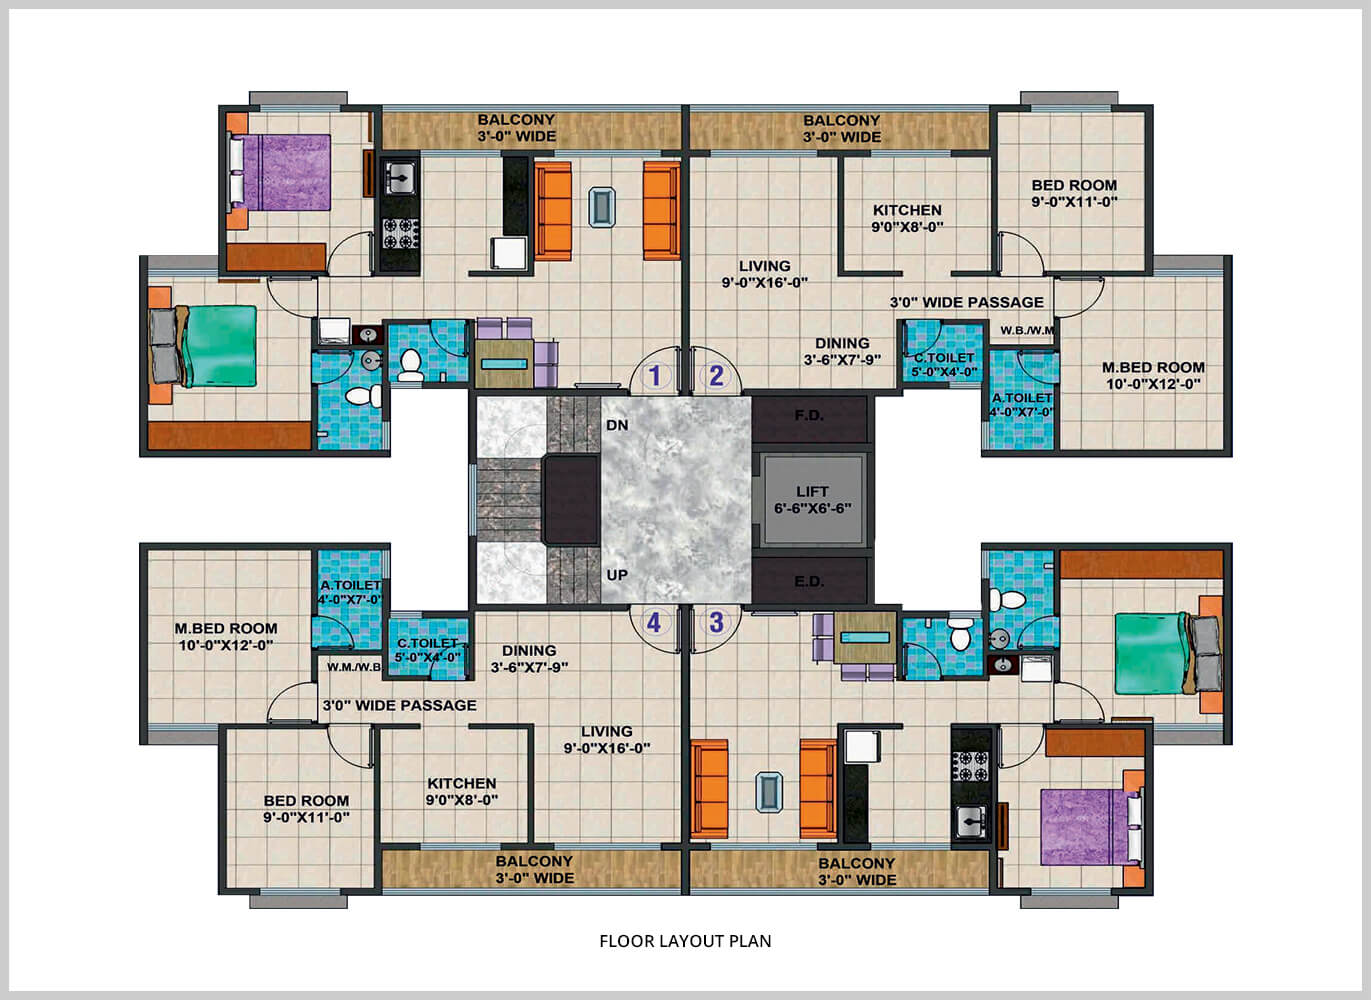 BALCONY
3'-0" WIDE
BALCONY
3'-0" WIDE
BED ROOM
9'-0"X11'-0"
KITCHEN
9'0"X8'-0"
LIVING
9'-0"X16'-0"
3'0" WIDE PASSAGE
W.B./W.M
DINING
3'-6"X7'-9"
C.TOILET
5'-0"X4'-0"
M.BED ROOM
10'-0"X12'-0"
A.TOILET
4'-0"X7'-0"
1
2
DN
F.D.
LIFT
6'-6"X6'-6"
UP
E.D.
4
3
A.TOILET
4'-0"X7'-0"
M.BED ROOM
10'-0"X12'-0"
C.TOILET
5'-0"X4'-0"
W.M./W.B.
DINING
3'-6"X7'-9"
3'0" WIDE PASSAGE
LIVING
9'-0"X16'-0"
KITCHEN
9'0"X8'-0"
BED ROOM
9'-0"X11'-0"
BALCONY
3'-0" WIDE
BALCONY
3'-0" WIDE
FLOOR LAYOUT PLAN